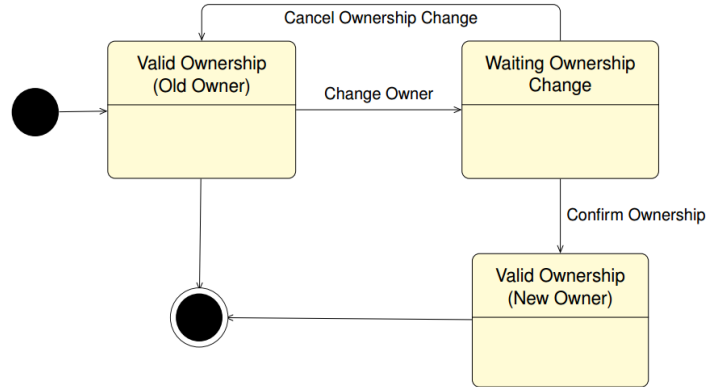 Cancel Ownership Change
Valid Ownership
(Old Owner)
Waiting Ownership
Change
Change Owner
Confirm Ownership
Valid Ownership
(New Owner)